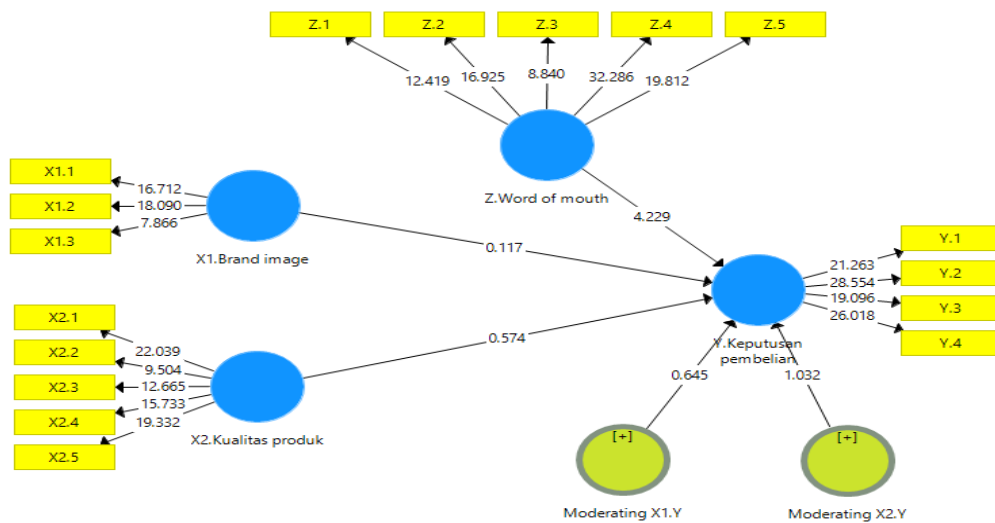 Z.1
Z.2
Z.3
Z.4
Z.5
12.419
16.925
8.840
32.286
19.812
Z.Word of mouth
4.229
X1.1
X1.2
X1.3
16.712
18.090
7.866
X1.Brand image
0.117
X2.1
X2.2
X2.3
X2.4
X2.5
22.039
9.504
12.665
15.733
19.332
X2.Kualitas produk
0.574
Y.Keputusan
pembelian
21.263
28.554
19.096
26.018
Y.1
Y.2
Y.3
Y.4
0.645
1.032
[+]
[+]
Moderating X1.Y
Moderating X2.Y